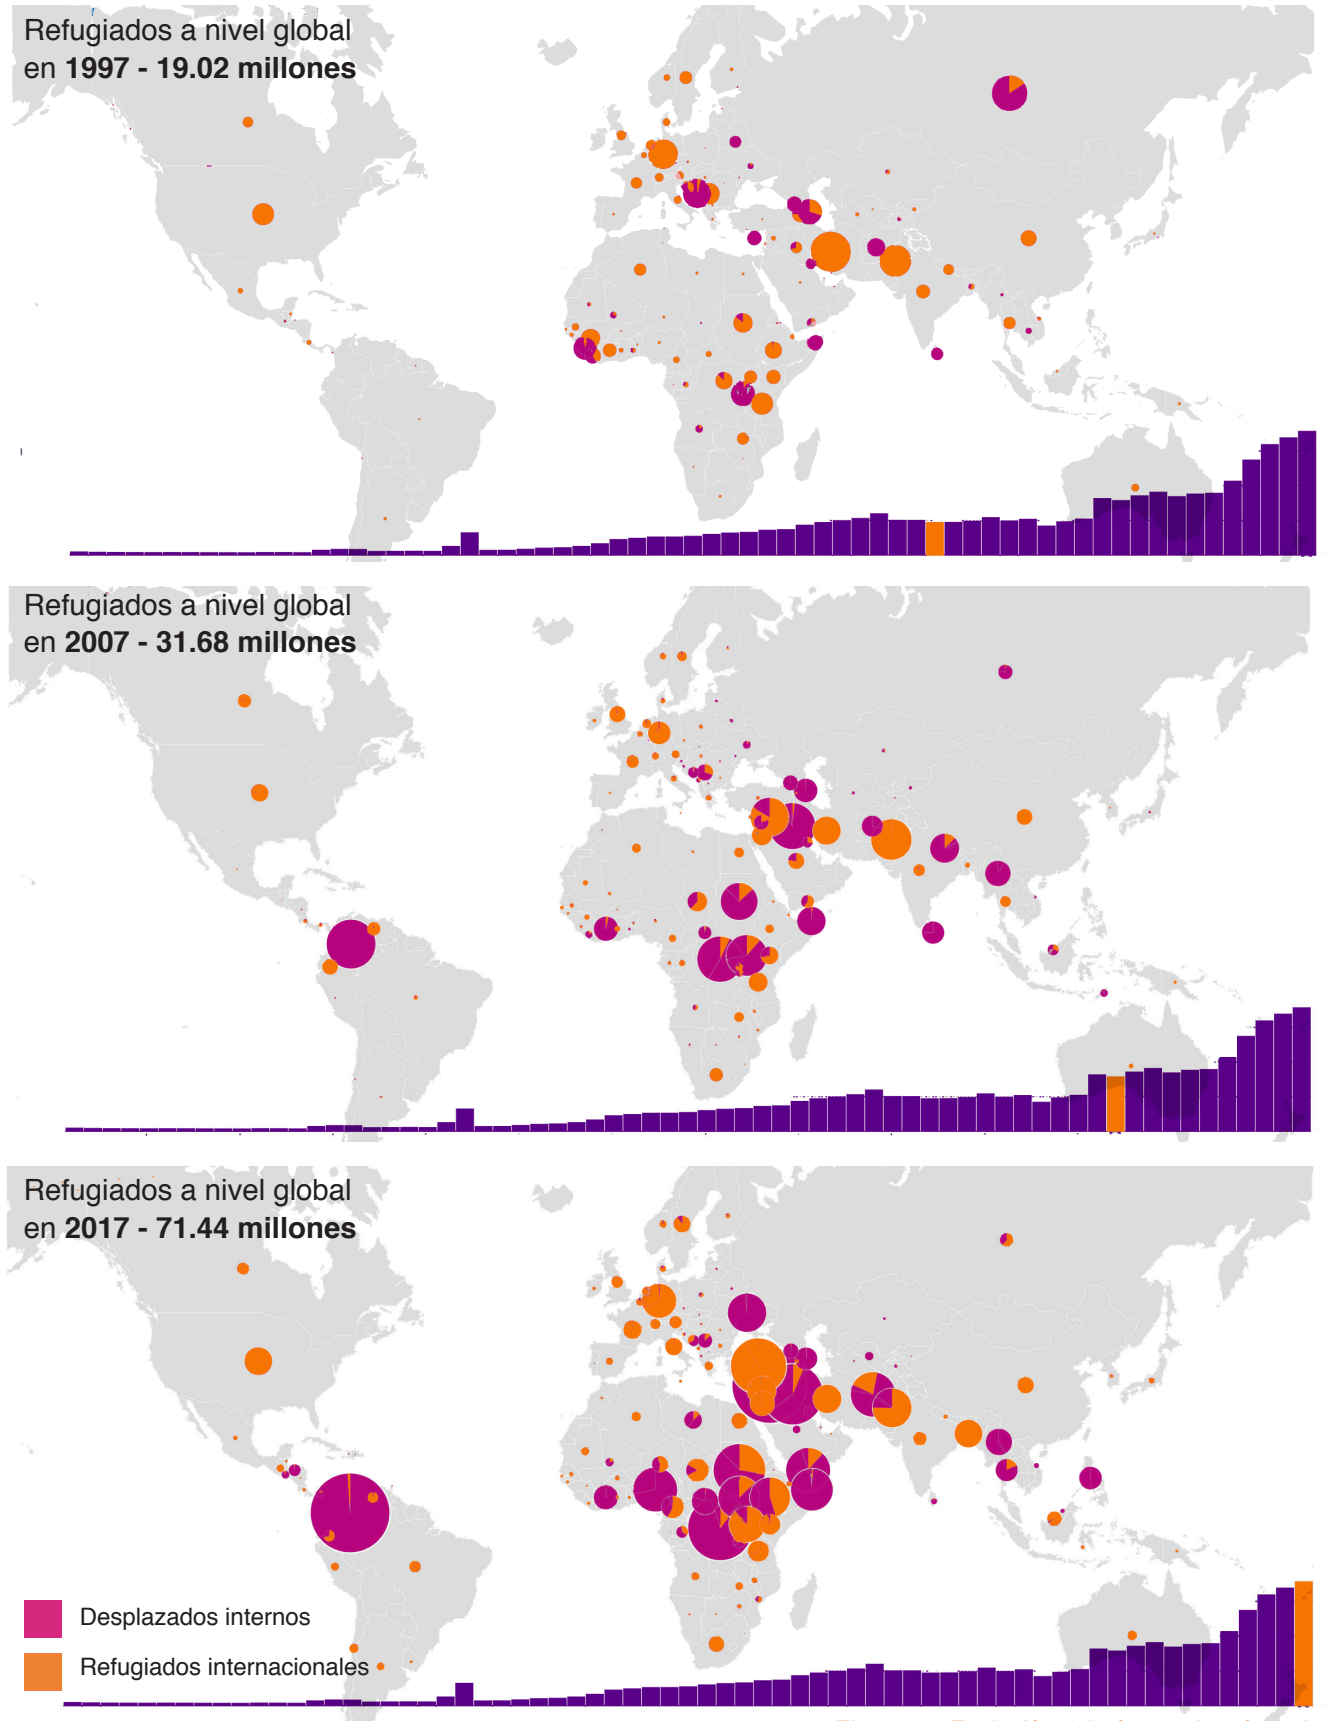 Refugiados a nivel global
en 1997 - 19.02 millones
Refugiados a nivel global
en 2007 - 31.68 millones
Refugiados a nivel global
en 2017 - 71.44 millones
Desplazados internos
Refugiados internacionales